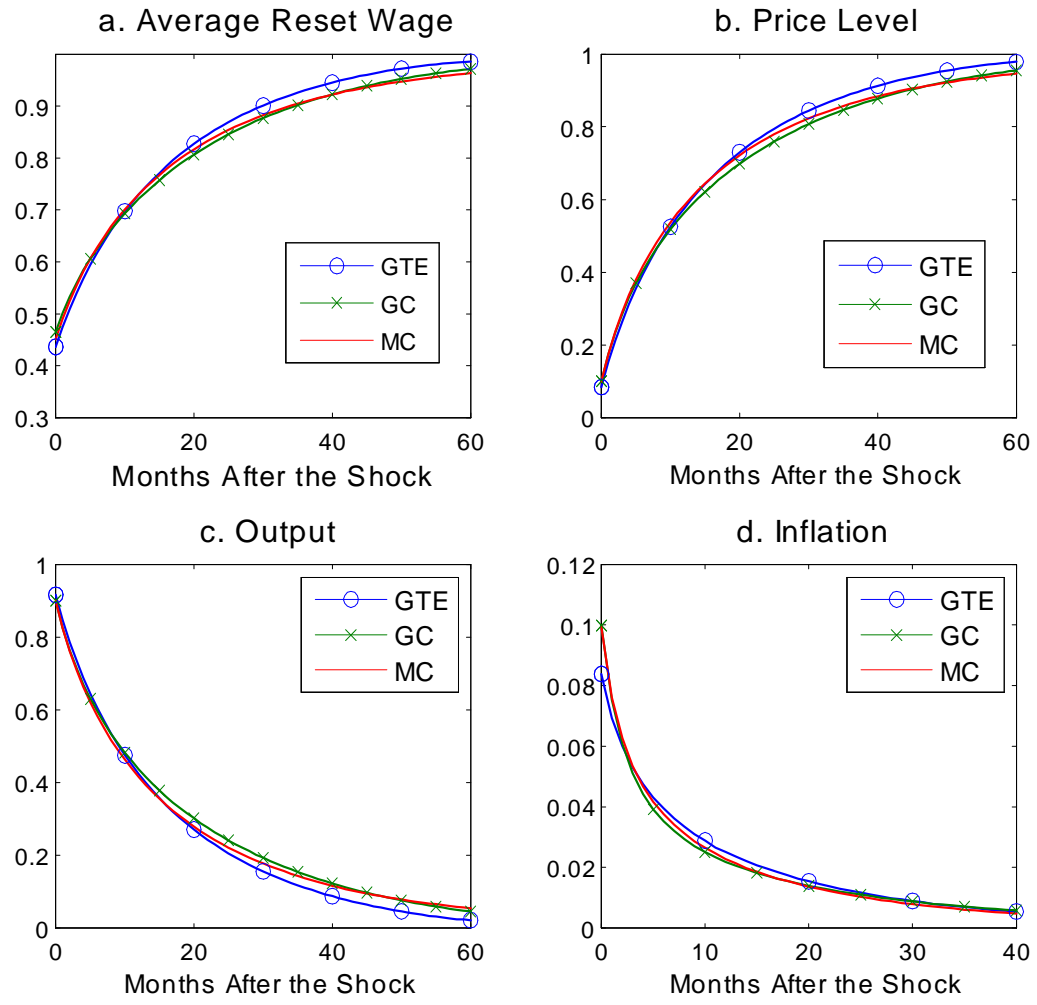 a. Average Reset Wage
0.9
0.8
0.7
0.6
0.5
0.4
0.3
0 20 40 60
Months After the Shock
GTE
GC
MC
b. Price Level
1
0.8
0.6
0.4
0.2
0
0 20 40 60
Months After the Shock
GTE
GC
MC
c. Output
1
0.8
0.6
0.4
0.2
0
0 20 40 60
Months After the Shock
GTE
GC
MC
d. Inflation
0.12
0.1
0.08
0.06
0.04
0.02
0
0 10 20 30 40
Months After the Shock
GTE
GC
MC